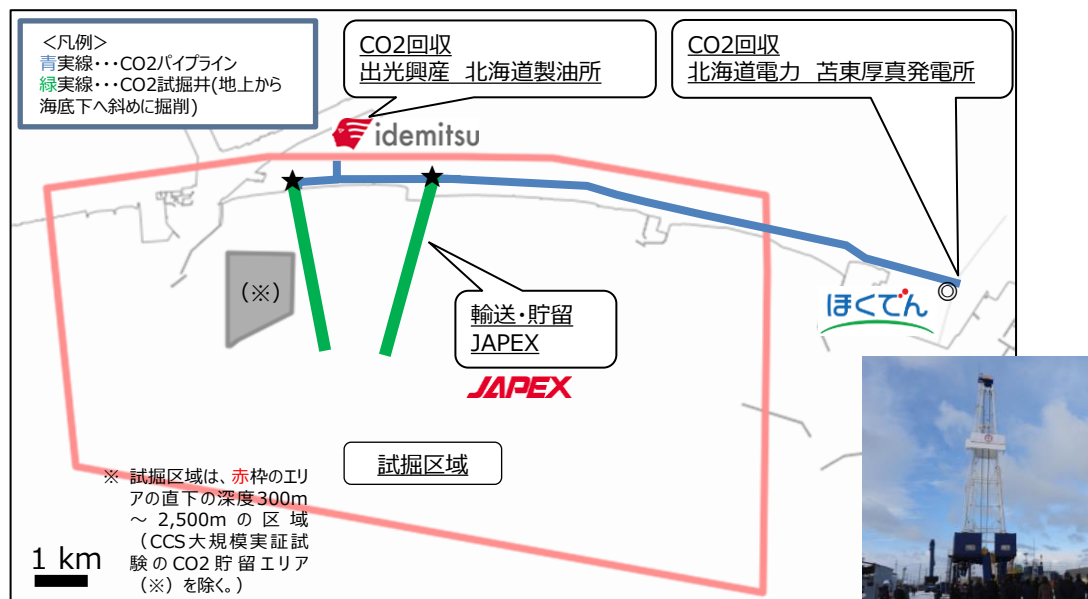 <凡例>
青実線・・・CO2パイプライン
緑実線・・・CO2試掘井(地上から
海底下へ斜めに掘削)
CO2回収
出光興産 北海道製油所
CO2回収
北海道電力 苫東厚真発電所
idemitsu
(※)
輸送・貯留
JAPEX
ほくでん
JAPEX
試掘区域
※ 試掘区域は、赤枠のエリ
アの直下の深度300m
~ 2,500m の区域
(CCS大規模実証試
験のCO2貯留エリア
(※)を除く。)
1 km